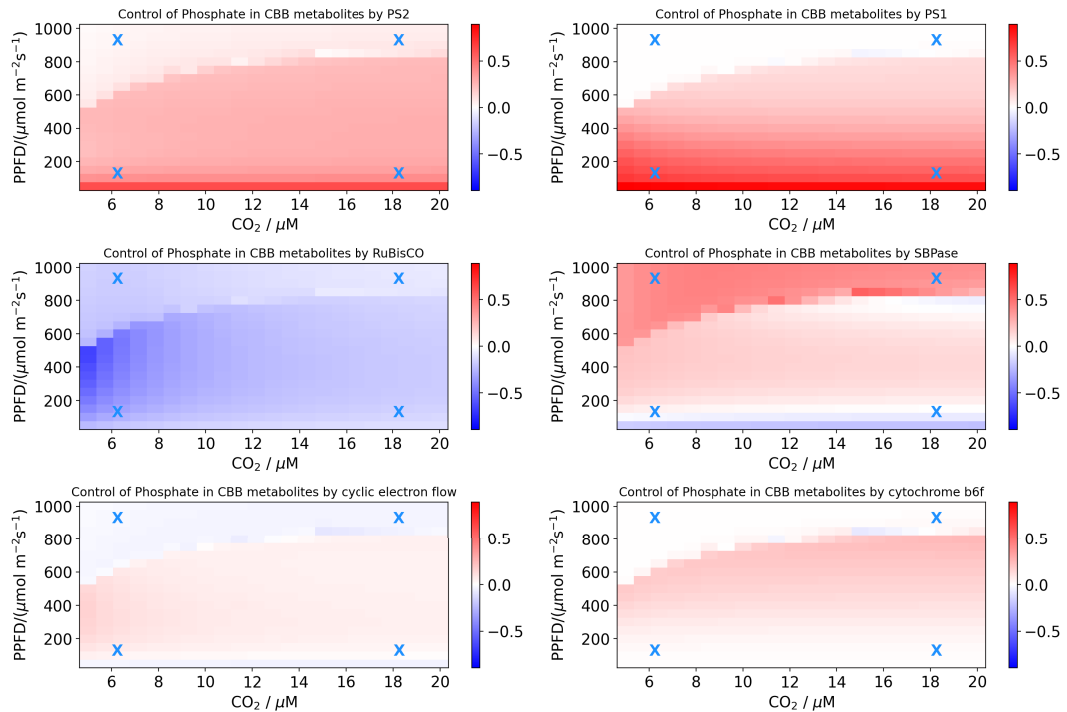 Control of Phosphate in CBB metabolites by PS2
1000
800
600
400
200
PPFD/(μmol m⁻²s⁻¹)
6 8 10 12 14 16 18 20
CO₂ / μM
0.5
0.0
−0.5
X X
X X
Control of Phosphate in CBB metabolites by PS1
1000
800
600
400
200
PPFD/(μmol m⁻²s⁻¹)
6 8 10 12 14 16 18 20
CO₂ / μM
0.5
0.0
−0.5
X X
X X
Control of Phosphate in CBB metabolites by RuBisCO
1000
800
600
400
200
PPFD/(μmol m⁻²s⁻¹)
6 8 10 12 14 16 18 20
CO₂ / μM
0.5
0.0
−0.5
X X
X X
Control of Phosphate in CBB metabolites by SBPase
1000
800
600
400
200
PPFD/(μmol m⁻²s⁻¹)
6 8 10 12 14 16 18 20
CO₂ / μM
0.5
0.0
−0.5
X X
X X
Control of Phosphate in CBB metabolites by cyclic electron flow
1000
800
600
400
200
PPFD/(μmol m⁻²s⁻¹)
6 8 10 12 14 16 18 20
CO₂ / μM
0.5
0.0
−0.5
X X
X X
Control of Phosphate in CBB metabolites by cytochrome b6f
1000
800
600
400
200
PPFD/(μmol m⁻²s⁻¹)
6 8 10 12 14 16 18 20
CO₂ / μM
0.5
0.0
−0.5
X X
X X